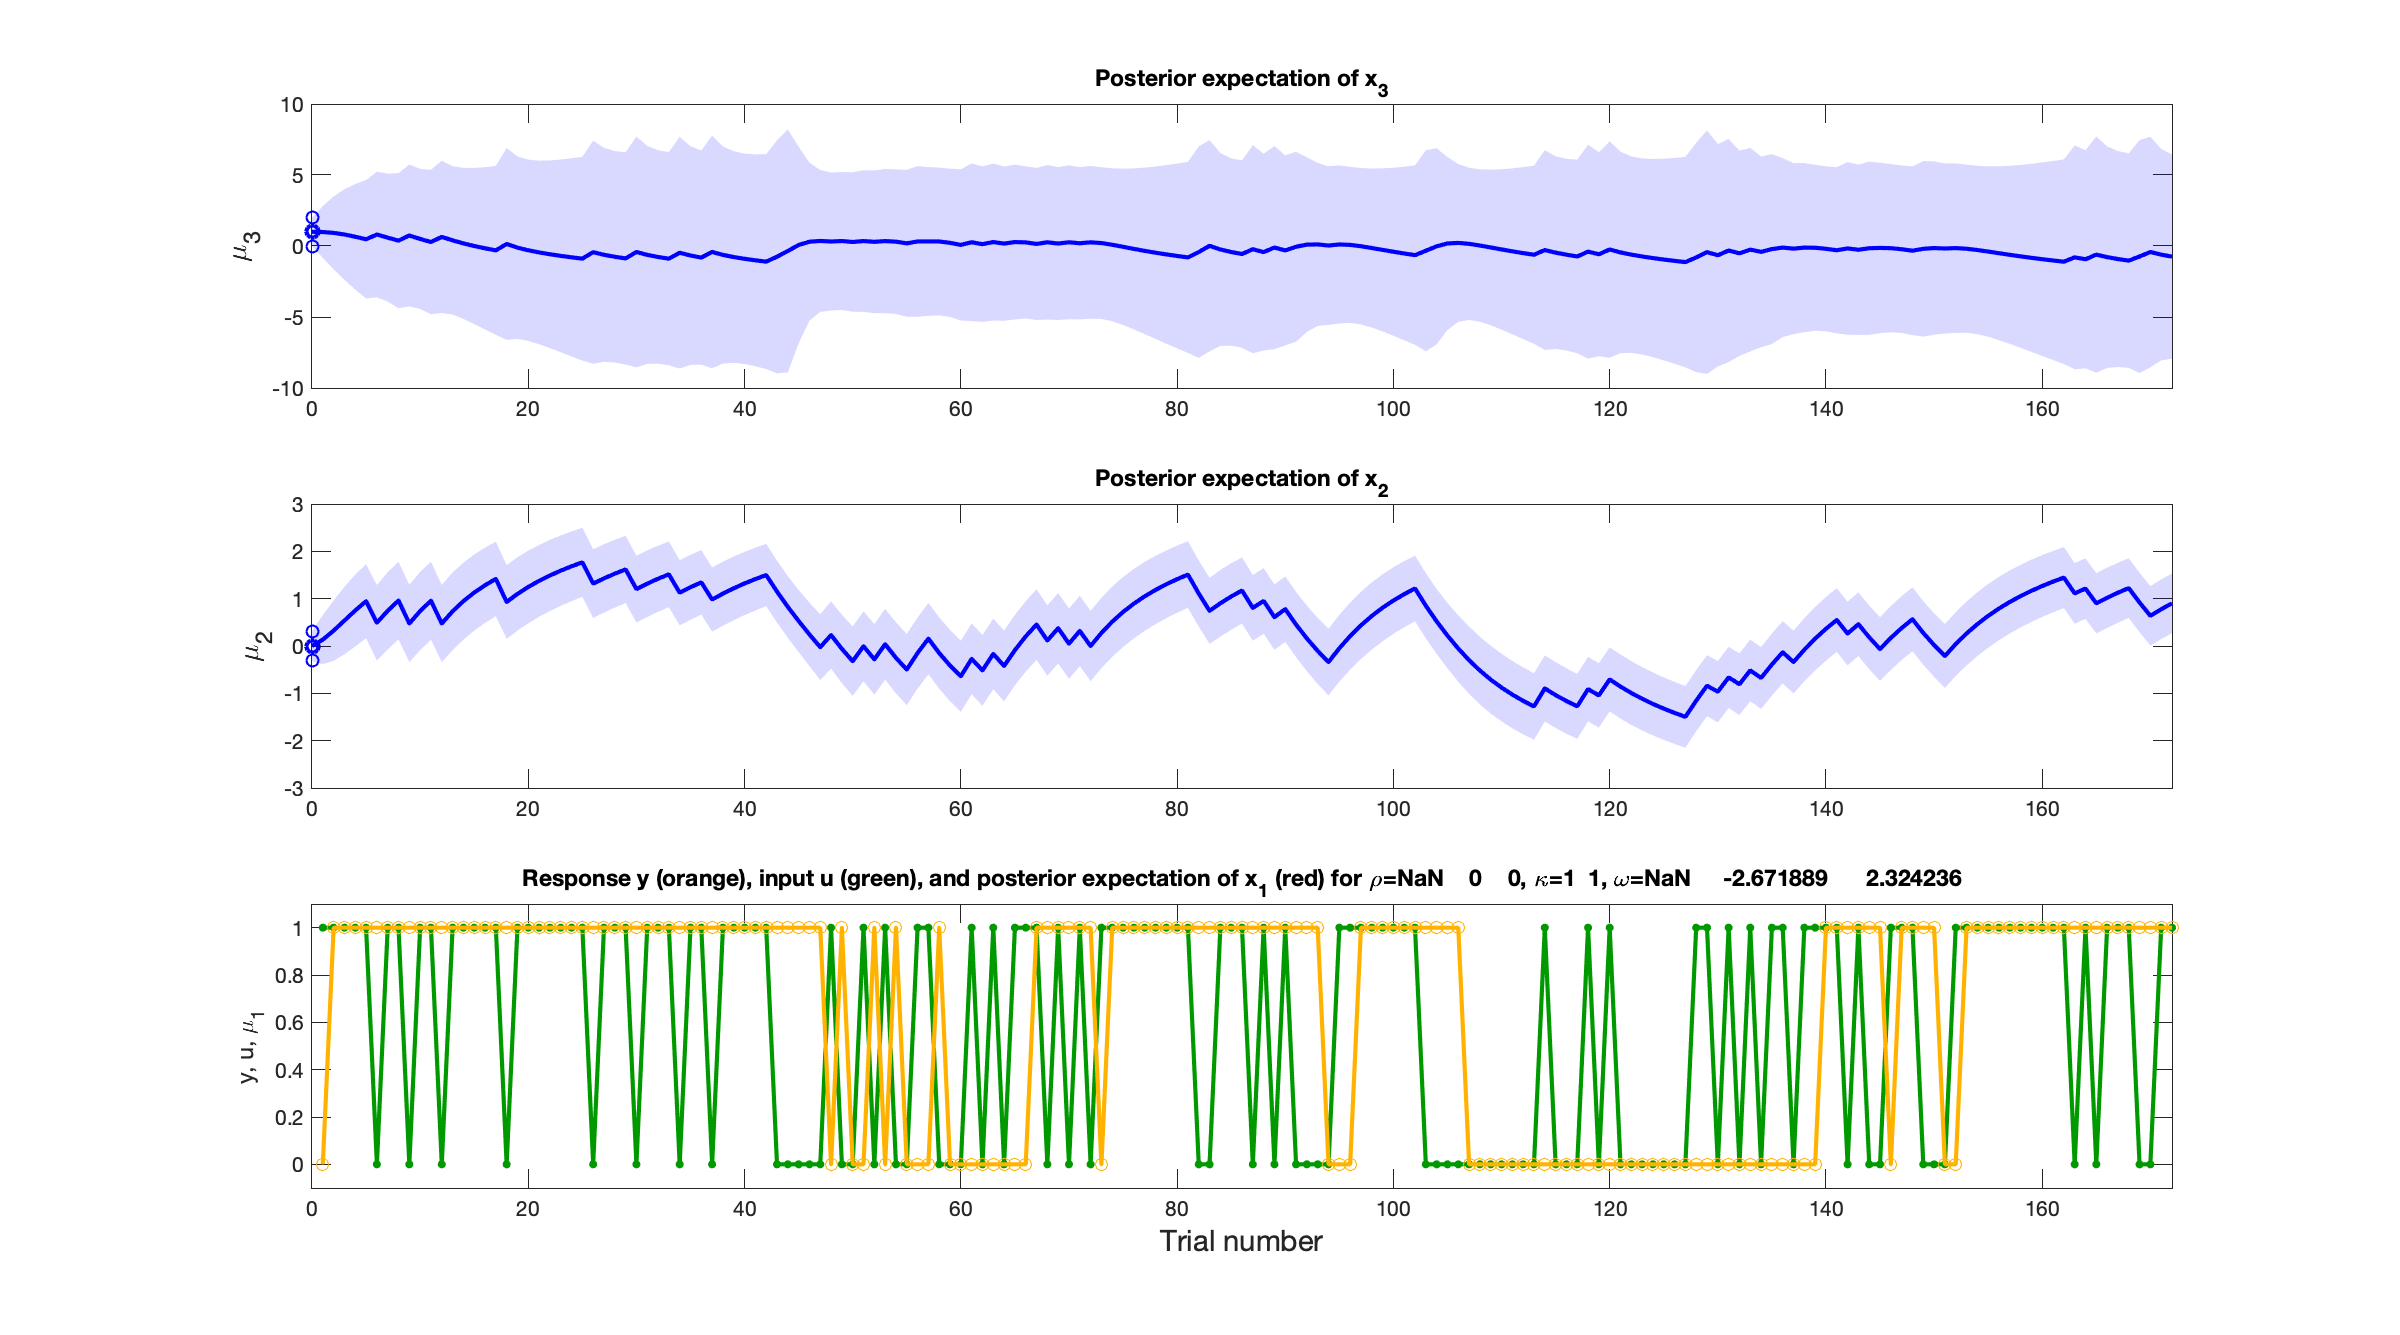 Posterior expectation of x3
10
5
0
-5
-10
μ3
0 20 40 60 80 100 120 140 160
Posterior expectation of x2
3
2
1
0
-1
-2
-3
μ2
0 20 40 60 80 100 120 140 160
Response y (orange), input u (green), and posterior expectation of x1 (red) for ρ=NaN 0 0, κ=1 1, ω=NaN -2.671889 2.324236
1
0.8
0.6
0.4
0.2
0
y, u, μ1
0 20 40 60 80 100 120 140 160
Trial number